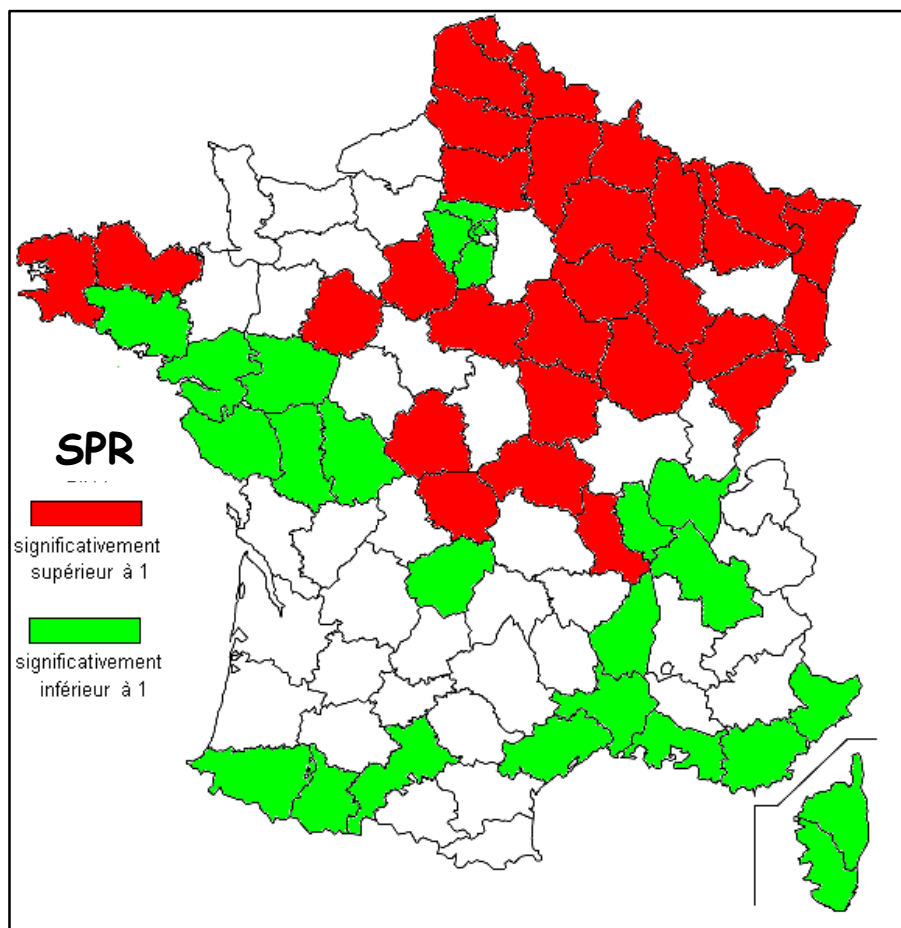 SPR
significativement
supérieur à 1
significativement
inférieur à 1